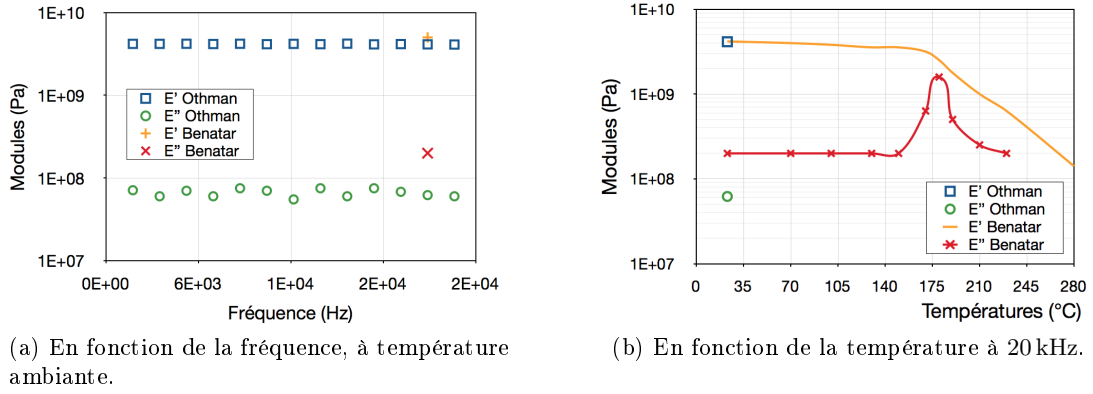 1E+10
1E+09
1E+08
1E+07
Modules (Pa)
E' Othman
E" Othman
E' Benatar
E" Benatar
0E+00 6E+03 1E+04 2E+04 2E+04
Fréquence (Hz)
(a) En fonction de la fréquence, à température
ambiante.
1E+10
1E+09
1E+08
1E+07
Modules (Pa)
E' Othman
E" Othman
E' Benatar
E" Benatar
0 35 70 105 140 175 210 245 280
Températures (°C)
(b) En fonction de la température à 20 kHz.